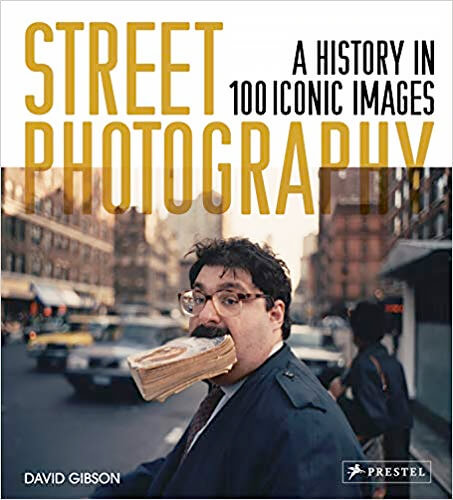 STREET
PHOTOGRAPHY
A HISTORY IN
100 ICONIC IMAGES
DAVID GIBSON
PRESTEL